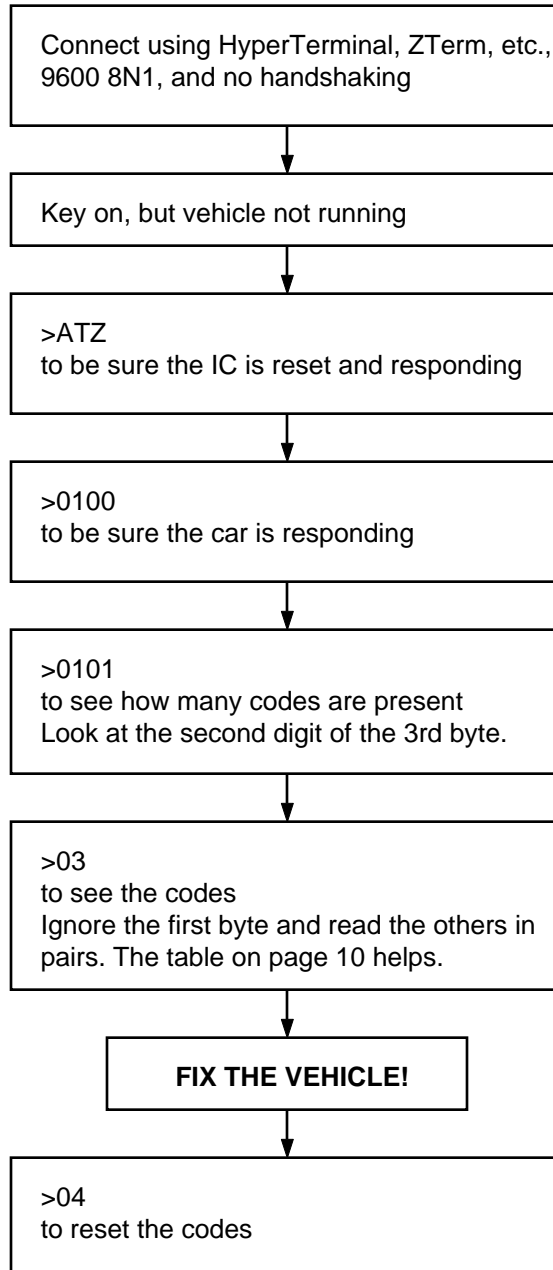 Connect using HyperTerminal, ZTerm, etc.,
9600 8N1, and no handshaking
Key on, but vehicle not running
>ATZ
to be sure the IC is reset and responding
>0100
to be sure the car is responding
>0101
to see how many codes are present
Look at the second digit of the 3rd byte.
>03
to see the codes
Ignore the first byte and read the others in
pairs. The table on page 10 helps.
FIX THE VEHICLE!
>04
to reset the codes